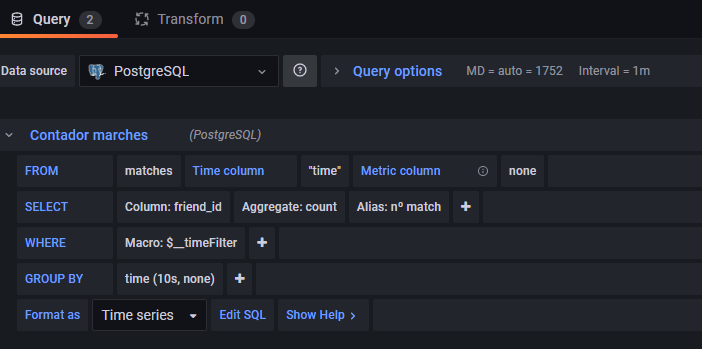 Query 2 Transform 0
Data source PostgreSQL ? > Query options MD = auto = 1752 Interval = 1m
Contador marches (PostgreSQL)
FROM matches Time column "time" Metric column none
SELECT Column: friend_id Aggregate: count Alias: nº match +
WHERE Macro: $__timeFilter +
GROUP BY time (10s, none) +
Format as Time series Edit SQL Show Help >